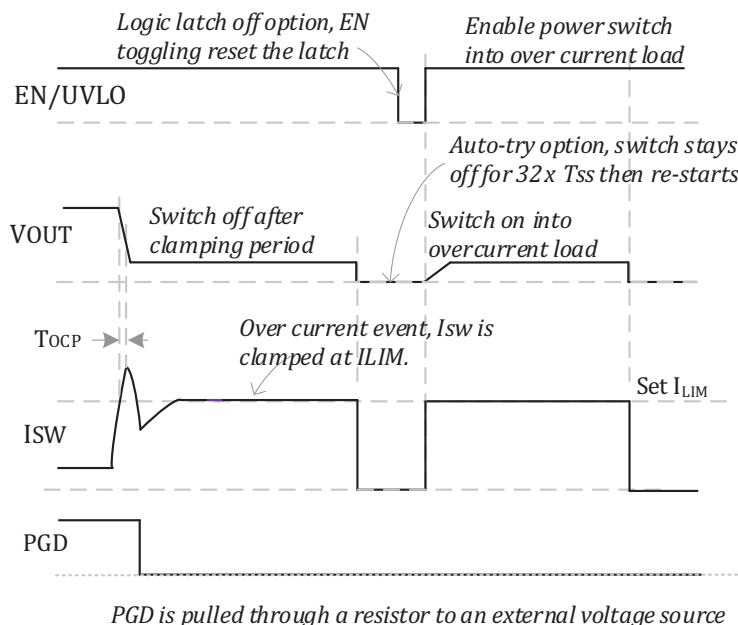 Logic latch off option, EN
toggling reset the latch
Enable power switch
into over current load
EN/UVLO
Auto-try option, switch stays
off for 32x Tss then re-starts
VOUT
Switch off after
clamping period
Switch on into
overcurrent load
TOCP
Over current event, Isw is
clamped at ILIM.
Set ILIM
ISW
PGD
PGD is pulled through a resistor to an external voltage source